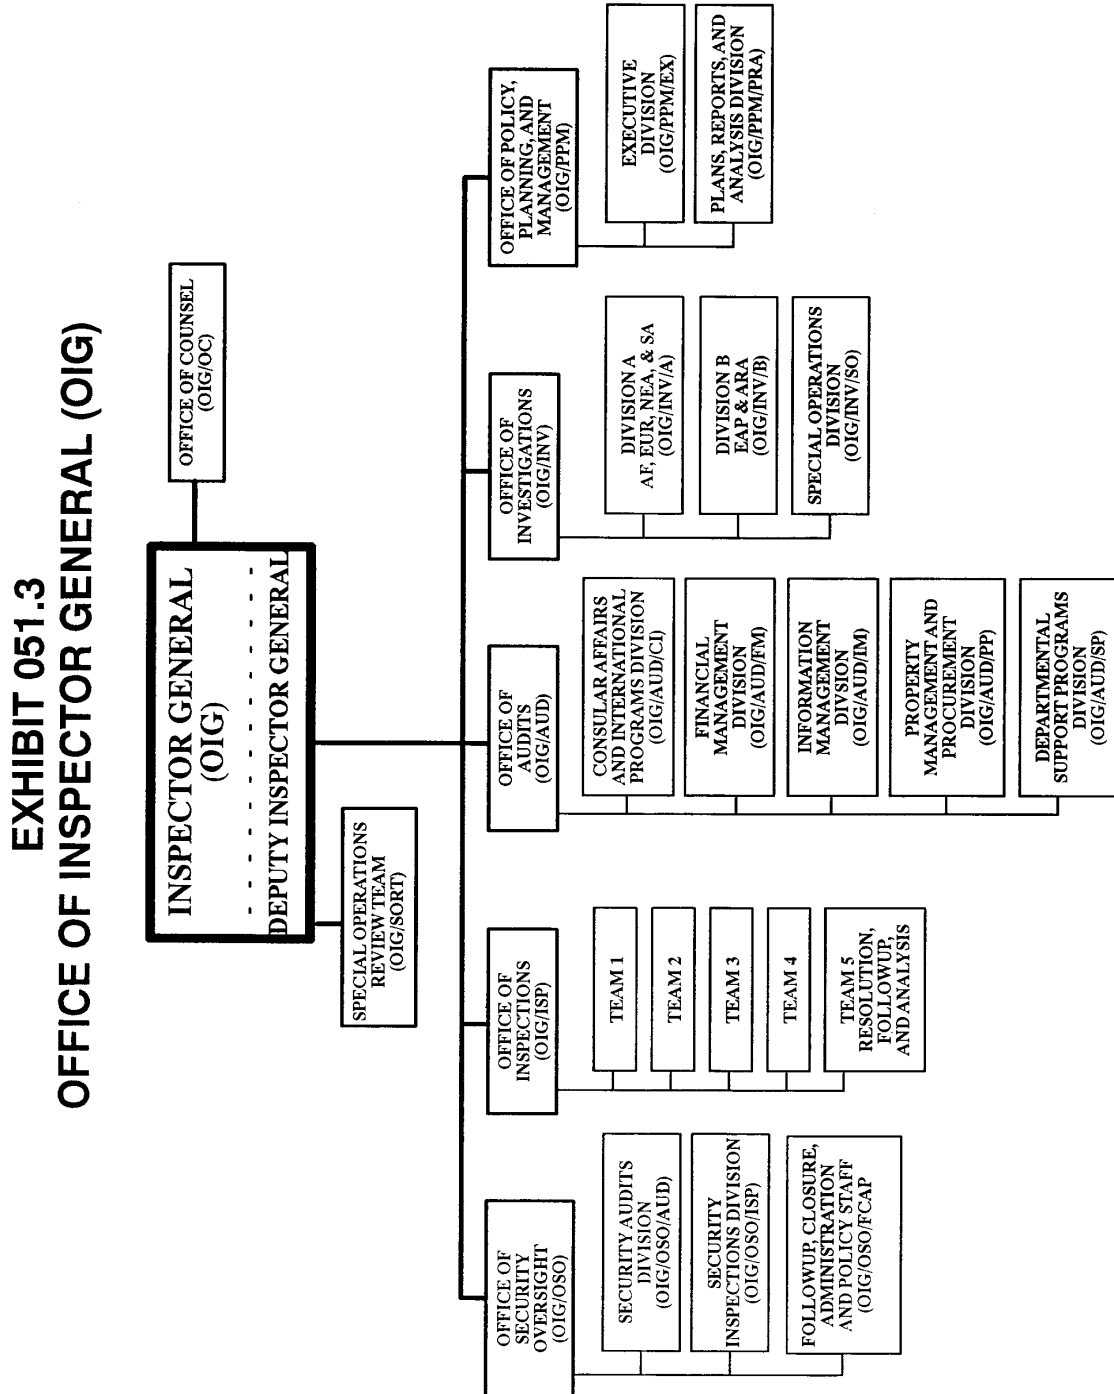 EXHIBIT 051.3
OFFICE OF INSPECTOR GENERAL (OIG)
INSPECTOR GENERAL
(OIG)
DEPUTY INSPECTOR GENERAL
OFFICE OF COUNSEL
(OIG/OC)
SPECIAL OPERATIONS
REVIEW TEAM
(OIG/SORT)
OFFICE OF
SECURITY
OVERSIGHT
(OIG/OSO)
SECURITY AUDITS
DIVISION
(OIG/OSO/AUD)
SECURITY
INSPECTIONS DIVISION
(OIG/OSO/ISP)
FOLLOWUP, CLOSURE,
ADMINISTRATION
AND POLICY STAFF
(OIG/OSO/FCAP
OFFICE OF
INSPECTIONS
(OIG/ISP)
TEAM 1
TEAM 2
TEAM 3
TEAM 4
TEAM 5
RESOLUTION,
FOLLOWUP,
AND ANALYSIS
OFFICE OF
AUDITS
(OIG/AUD)
CONSULAR AFFAIRS
AND INTERNATIONAL
PROGRAMS DIVISION
(OIG/AUD/CI)
FINANCIAL
MANAGEMENT
DIVISION
(OIG/AUD/FM)
INFORMATION
MANAGEMENT
DIVSION
(OIG/AUD/IM)
PROPERTY
MANAGEMENT AND
PROCUREMENT
DIVISION
(OIG/AUD/PP)
DEPARTMENTAL
SUPPORT PROGRAMS
DIVISION
(OIG/AUD/SP)
OFFICE OF
INVESTIGATIONS
(OIG/INV)
DIVISION A
AF, EUR, NEA, & SA
(OIG/INV/A)
DIVISION B
EAP & ARA
(OIG/INV/B)
SPECIAL OPERATIONS
DIVISION
(OIG/INV/SO)
OFFICE OF POLICY,
PLANNING, AND
MANAGEMENT
(OIG/PPM)
EXECUTIVE
DIVISION
(OIG/PPM/EX)
PLANS, REPORTS, AND
ANALYSIS DIVISION
(OIG/PPM/PRA)